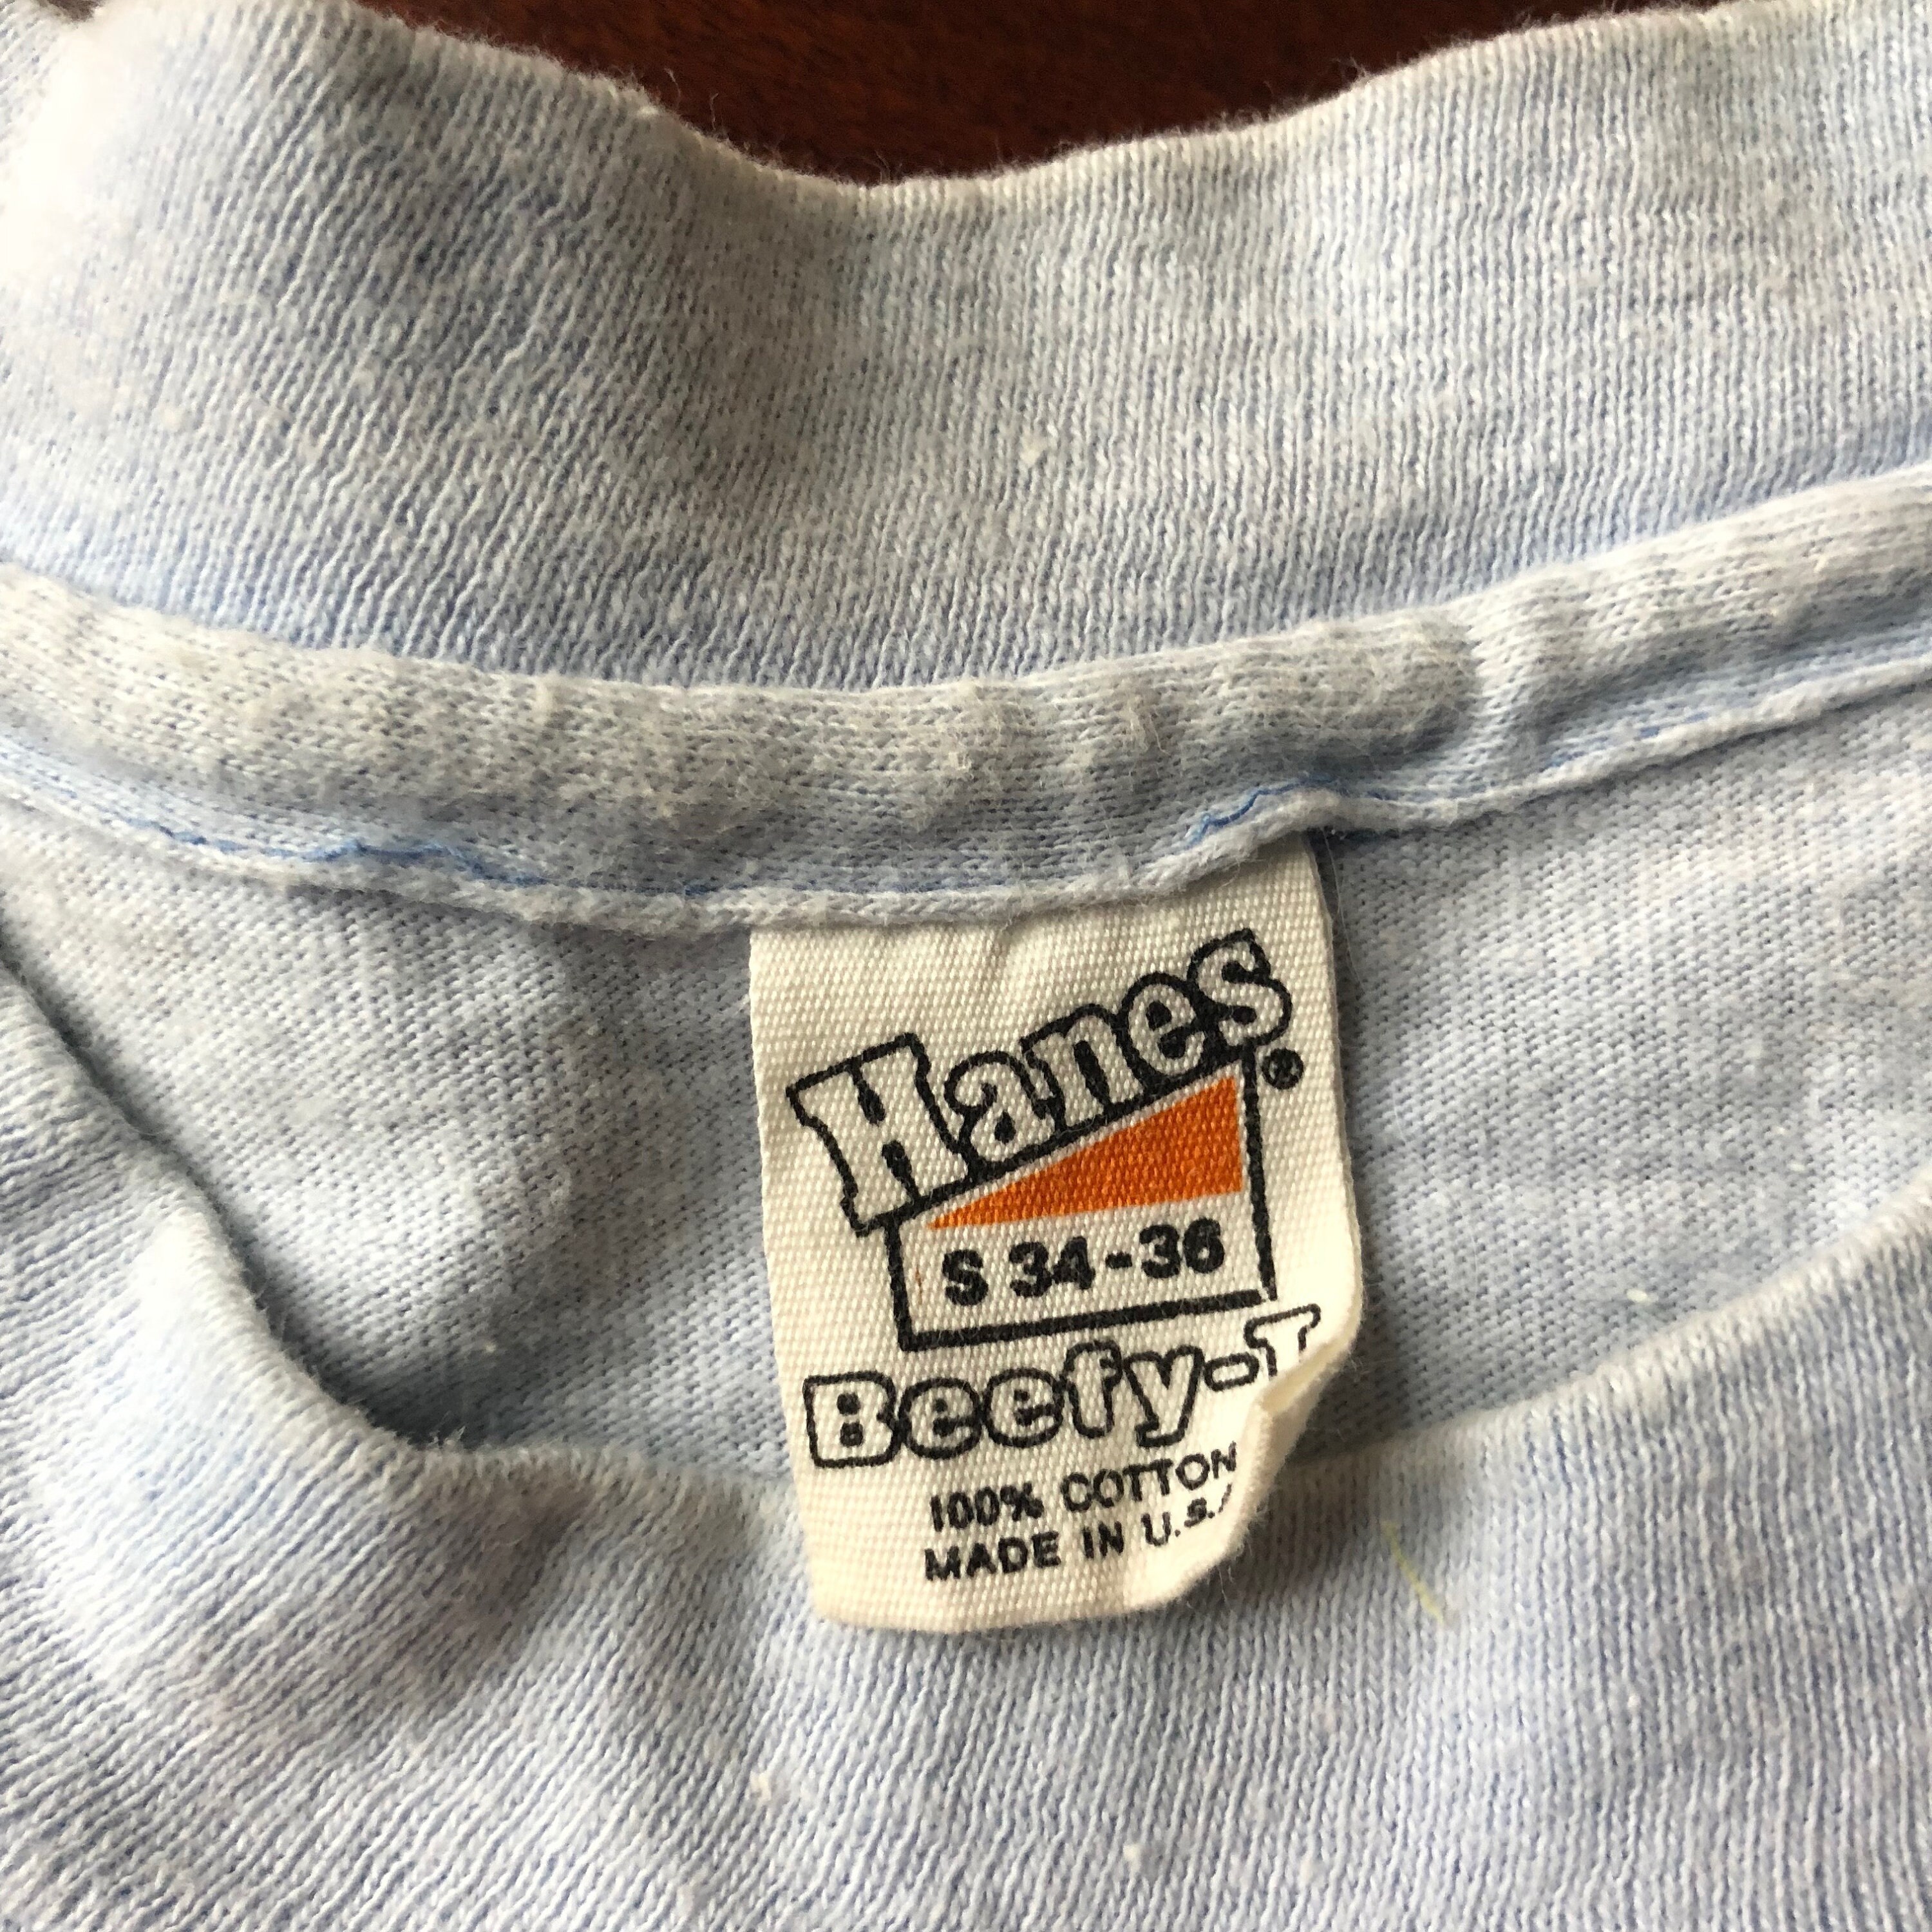 Hanes®
S 34-36
Beefy-T
100% COTTON
MADE IN U.S.